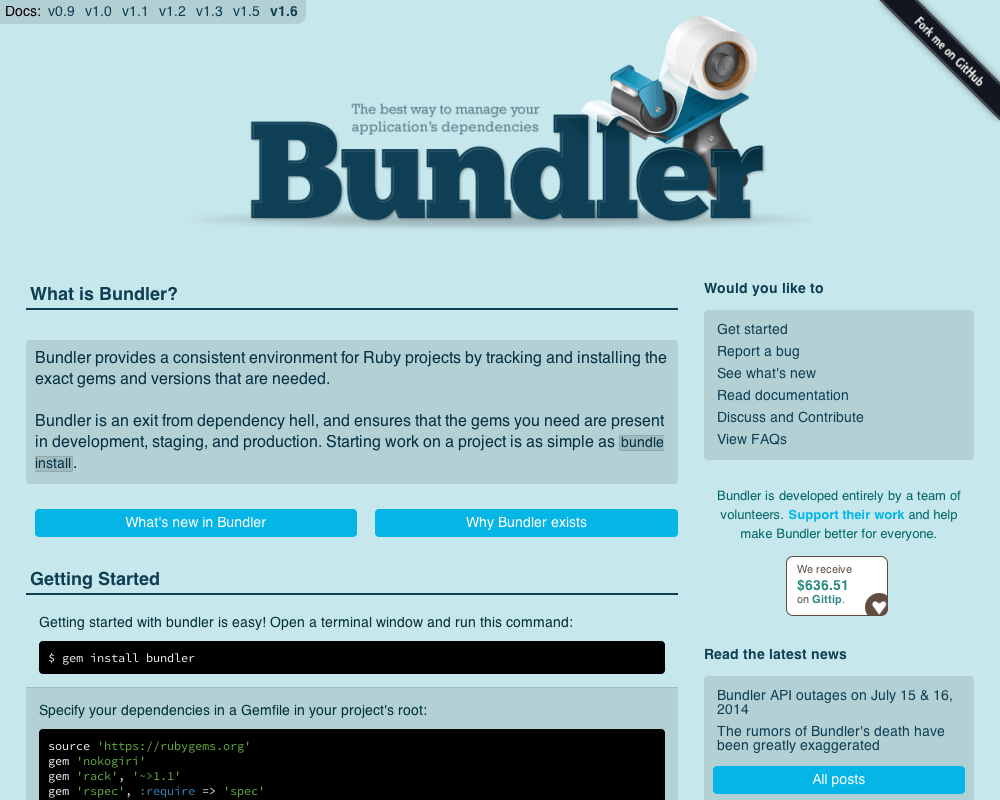 Docs: v0.9 v1.0 v1.1 v1.2 v1.3 v1.5 v1.6
Fork me on GitHub
The best way to manage your
application's dependencies
Bundler
What is Bundler?
Bundler provides a consistent environment for Ruby projects by tracking and installing the
exact gems and versions that are needed.
Bundler is an exit from dependency hell, and ensures that the gems you need are present
in development, staging, and production. Starting work on a project is as simple as bundle
install.
What's new in Bundler
Why Bundler exists
Getting Started
Getting started with bundler is easy! Open a terminal window and run this command:
$ gem install bundler
Specify your dependencies in a Gemfile in your project's root:
source 'https://rubygems.org'
gem 'nokogiri'
gem 'rack', '~>1.1'
gem 'rspec', :require => 'spec'
Would you like to
Get started
Report a bug
See what's new
Read documentation
Discuss and Contribute
View FAQs
Bundler is developed entirely by a team of
volunteers. Support their work and help
make Bundler better for everyone.
We receive
$636.51
on Gittip.
Read the latest news
Bundler API outages on July 15 & 16,
2014
The rumors of Bundler's death have
been greatly exaggerated
All posts